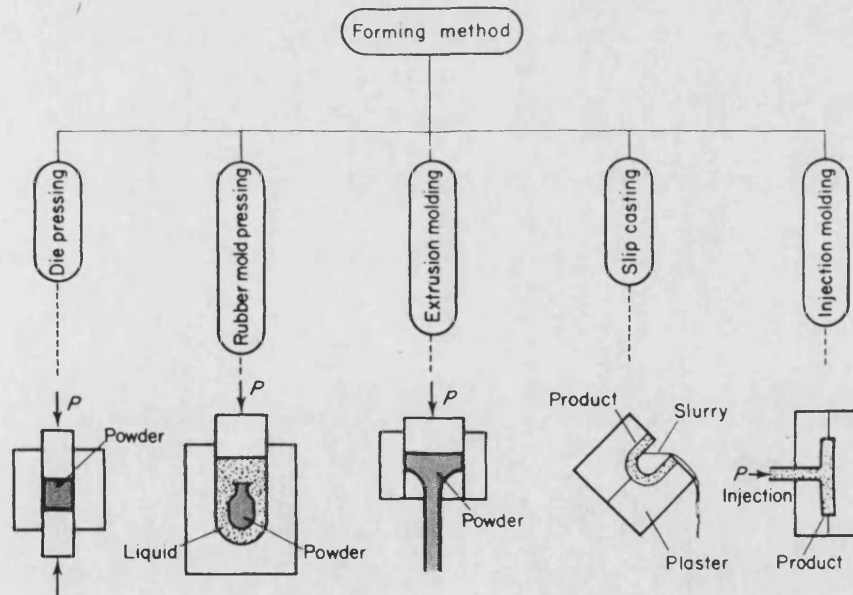 Forming method
Die pressing
Rubber mold pressing
Extrusion molding
Slip casting
Injection molding
P
Powder
P
Liquid
Powder
P
Powder
Product
Slurry
Plaster
P
Injection
Product